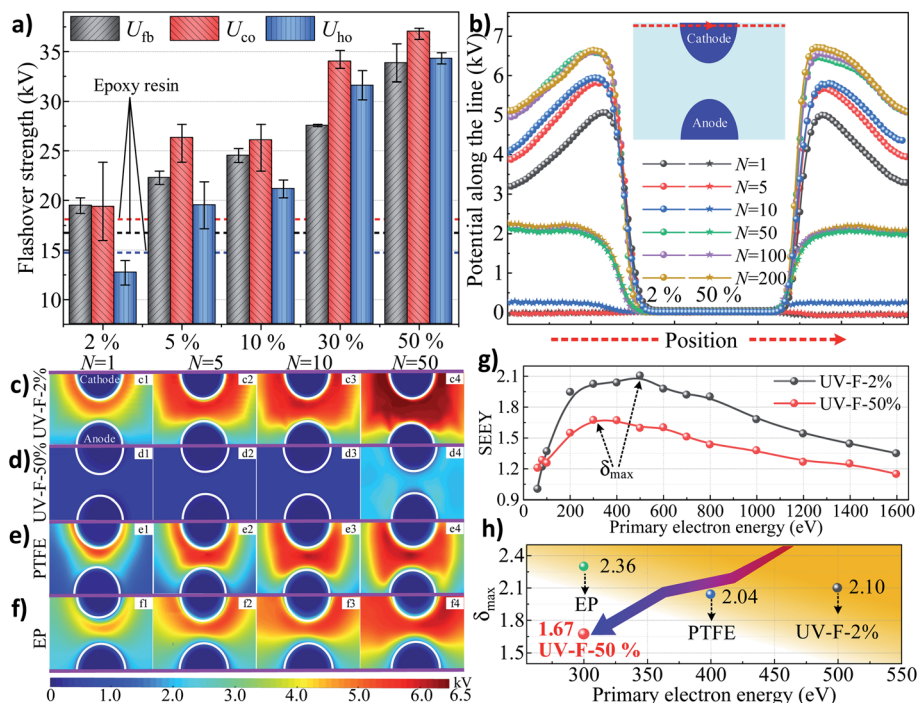 a)
U_fb U_co U_ho
Epoxy resin
Flashover strength (kV)
35
30
25
20
15
10
2 % 5 % 10 % 30 % 50 %
b)
Potential along the line (kV)
7
6
5
4
3
2
1
0
Cathode
Anode
N=1
N=5
N=10
N=50
N=100
N=200
2 % 50 %
Position
N=1 N=5 N=10 N=50
c)
UV-F-2%
Cathode
Anode
c1 c2 c3 c4
d)
UV-F-50%
d1 d2 d3 d4
e)
PTFE
e1 e2 e3 e4
f)
EP
f1 f2 f3 f4
kV
0 1.0 2.0 3.0 4.0 5.0 6.0 6.5
g)
SEEY
2.1
1.8
1.5
1.2
0.9
UV-F-2%
UV-F-50%
δmax
0 200 400 600 800 1000 1200 1400 1600
Primary electron energy (eV)
h)
δmax
2.4
2.1
1.8
1.5
2.36
EP
2.04
PTFE
2.10
UV-F-2%
1.67
UV-F-50 %
300 350 400 450 500 550
Primary electron energy (eV)